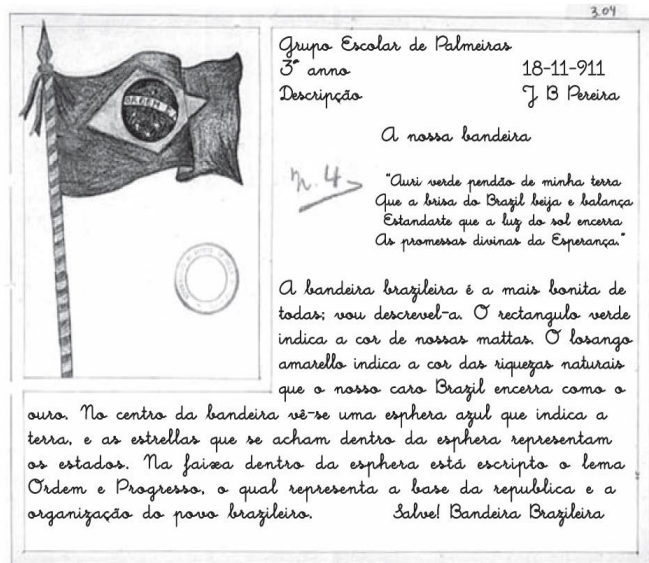 3.04
Grupo Escolar de Palmeiras
3º anno 18-11-911
Descripção J B Pereira
A nossa bandeira
n. 4
"Auri verde pendão de minha terra
Que a brisa do Brazil beija e balança
Estandarte que a luz do sol encerra
As promessas divinas da Esperança."
ORDEM
A bandeira brazileira é a mais bonita de
todas; vou descrevel-a. O rectangulo verde
indica a cor de nossas mattas. O losango
amarello indica a cor das riquezas naturais
que o nosso caro Brazil encerra como o
ouro. No centro da bandeira vê-se uma esphera azul que indica a
terra, e as estrellas que se acham dentro da esphera representam
os estados. Na faixa dentro da esphera está escripto o lema
Ordem e Progresso, o qual representa a base da republica e a
organização do povo brazileiro. Salve! Bandeira Brazileira